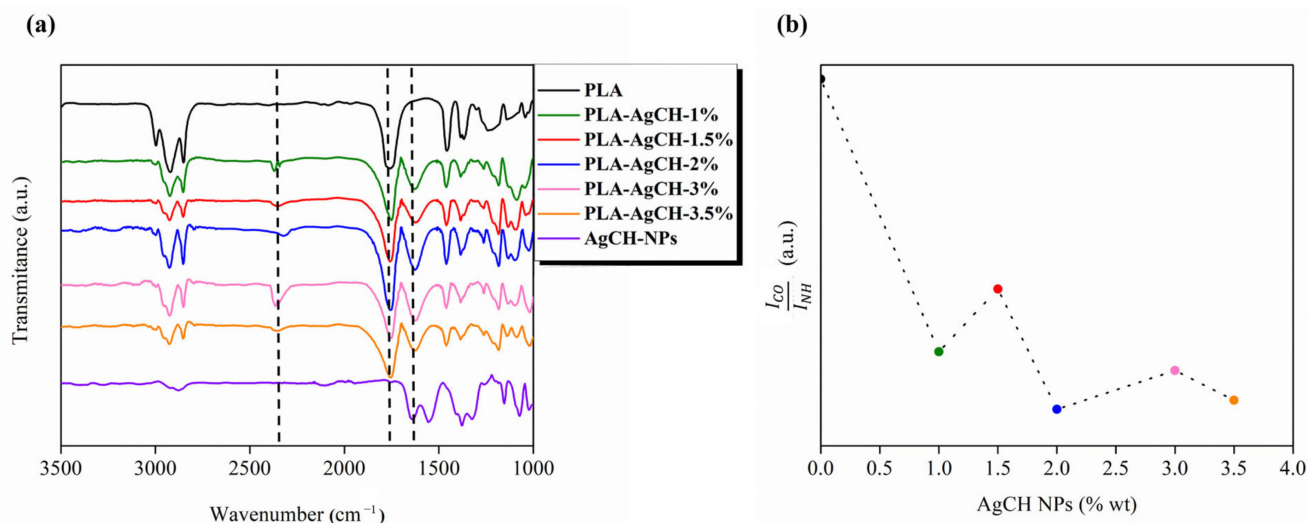 (a)
Transmitance (a.u.)
PLA
PLA-AgCH-1%
PLA-AgCH-1.5%
PLA-AgCH-2%
PLA-AgCH-3%
PLA-AgCH-3.5%
AgCH-NPs
3500 3000 2500 2000 1500 1000
Wavenumber (cm⁻¹)
(b)
I_CO/I_NH (a.u.)
0.0 0.5 1.0 1.5 2.0 2.5 3.0 3.5 4.0
AgCH NPs (% wt)